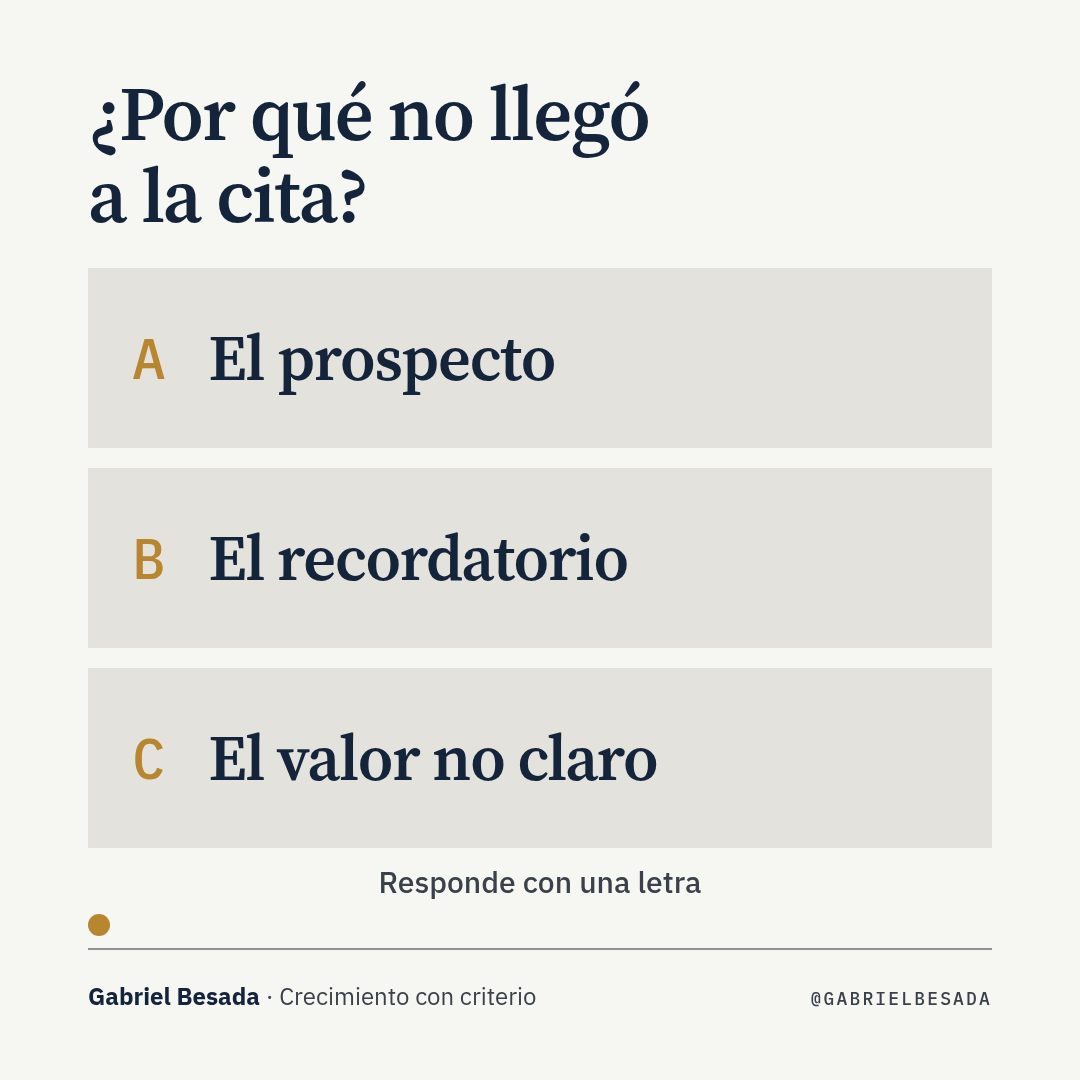 ¿Por qué no llegó
a la cita?
A El prospecto
B El recordatorio
C El valor no claro
Responde con una letra
Gabriel Besada · Crecimiento con criterio
@GABRIELBESADA